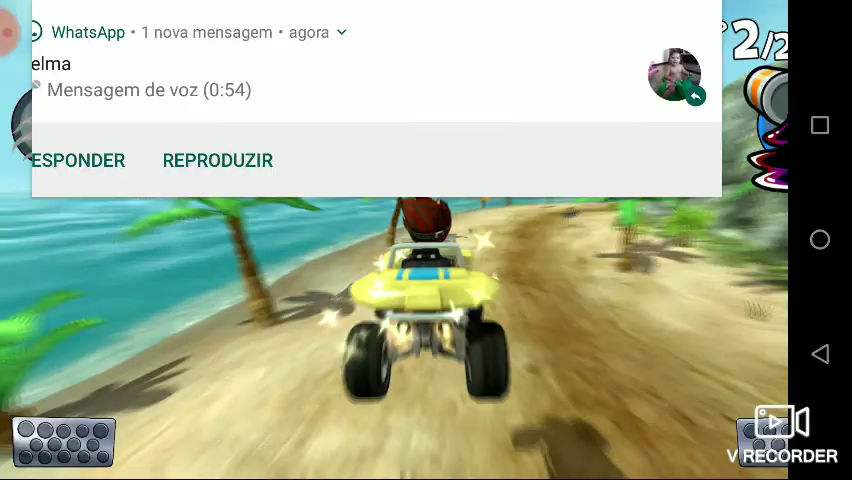 WhatsApp • 1 nova mensagem • agora
2/2
elma
Mensagem de voz (0:54)
ESPONDER REPRODUZIR
V RECORDER